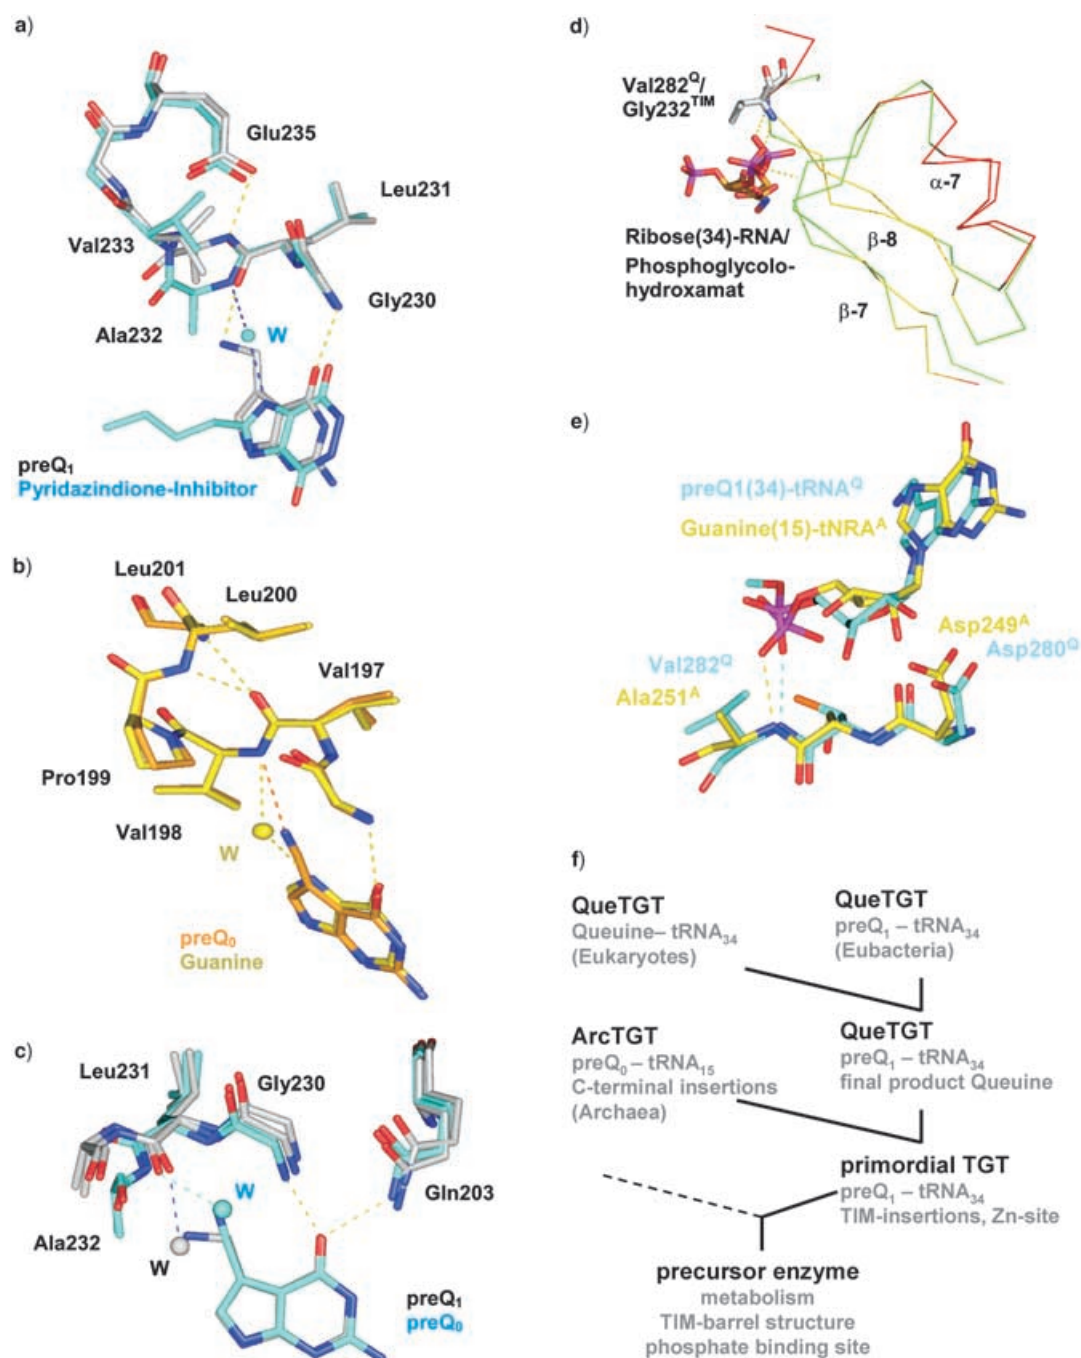 a)
Glu235
Leu231
Val233
Gly230
Ala232
W
preQ1
Pyridazindione-Inhibitor
b)
Leu201
Leu200
Val197
Pro199
Val198
W
preQ0
Guanine
c)
Leu231
Gly230
W
Gln203
Ala232
W
preQ1
preQ0
d)
Val282Q/
Gly232TIM
α-7
Ribose(34)-RNA/
β-8
Phosphoglycolo-
hydroxamat
β-7
e)
preQ1(34)-tRNAQ
Guanine(15)-tNRAA
Asp249A
Val282Q
Asp280Q
Ala251A
f)
QueTGT
Queuine– tRNA34
(Eukaryotes)
QueTGT
preQ1 – tRNA34
(Eubacteria)
ArcTGT
preQ0 – tRNA15
C-terminal insertions
(Archaea)
QueTGT
preQ1 – tRNA34
final product Queuine
primordial TGT
preQ1 – tRNA34
TIM-insertions, Zn-site
precursor enzyme
metabolism
TIM-barrel structure
phosphate binding site